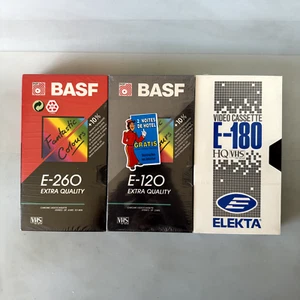 BASF
+10%
Fantastic
Colours
E-260
EXTRA QUALITY
VHS
BASF
+10%
2 NUITES
DE HOTEL
GRATIS
E-120
EXTRA QUALITY
VHS
VIDEO CASSETTE
E-180
HQ VHS
E
ELEKTA